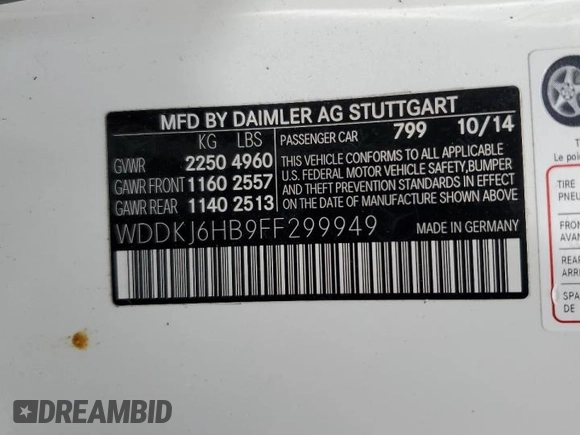 MFD BY DAIMLER AG STUTTGART
KG LBS
GVWR 2250 4960
GAWR FRONT 1160 2557
GAWR REAR 1140 2513
PASSENGER CAR 799 10/14
THIS VEHICLE CONFORMS TO ALL APPLICABLE
U.S. FEDERAL MOTOR VEHICLE SAFETY, BUMPER
AND THEFT PREVENTION STANDARDS IN EFFECT
ON THE DATE OF MANUFACTURE SHOWN ABOVE.
WDDKJ6HB9FF299949
MADE IN GERMANY
T
Le poi
TIRE
PNEU
FRON
AVAN
REAR
ARRI
SPA
DE
DREAMBID